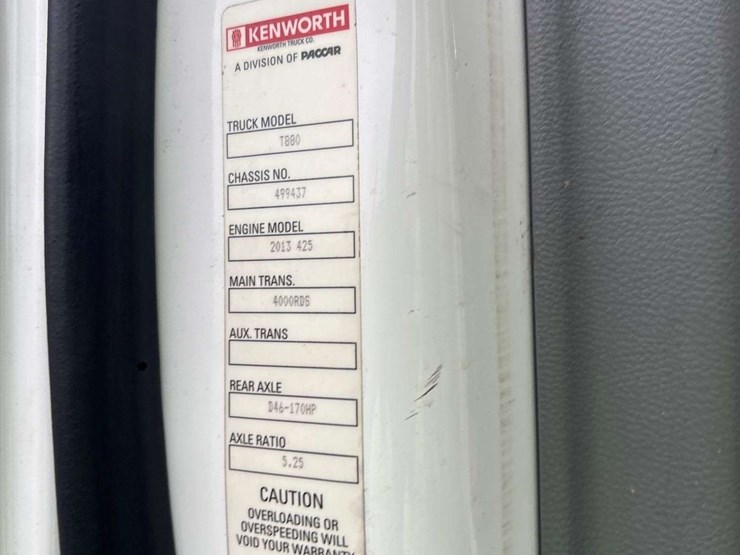 KENWORTH
KENWORTH TRUCK CO.
A DIVISION OF PACCAR
TRUCK MODEL
T880
CHASSIS NO.
499437
ENGINE MODEL
2013 425
MAIN TRANS.
4000RDS
AUX. TRANS
REAR AXLE
D46-170HP
AXLE RATIO
5.25
CAUTION
OVERLOADING OR
OVERSPEEDING WILL
VOID YOUR WARRANTY